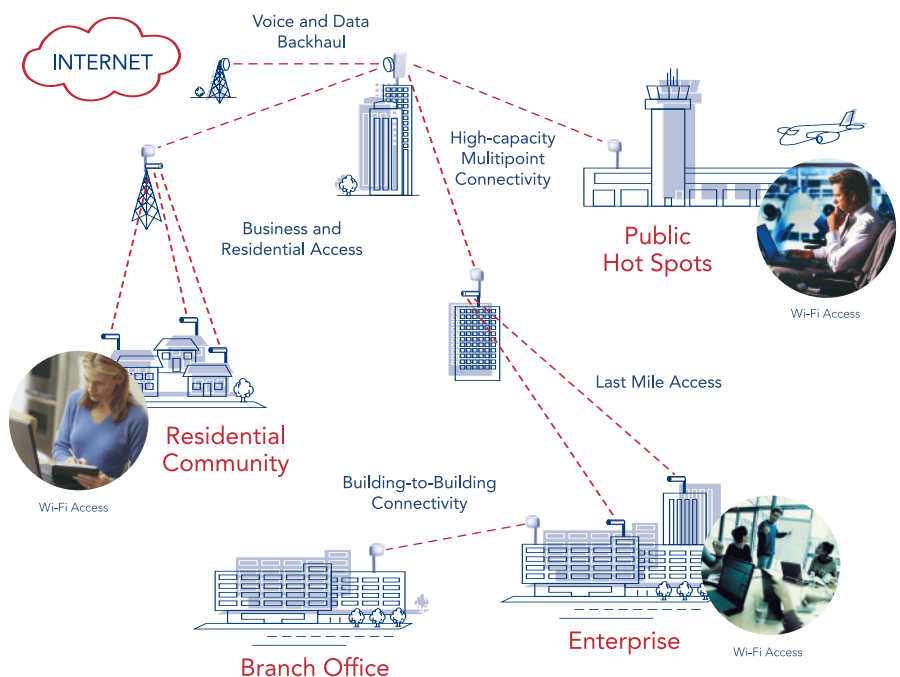 INTERNET
Voice and Data
Backhaul
High-capacity
Mulitipoint
Connectivity
Business and
Residential Access
Public
Hot Spots
Wi-Fi Access
Last Mile Access
Residential
Community
Wi-Fi Access
Building-to-Building
Connectivity
Enterprise
Wi-Fi Access
Branch Office